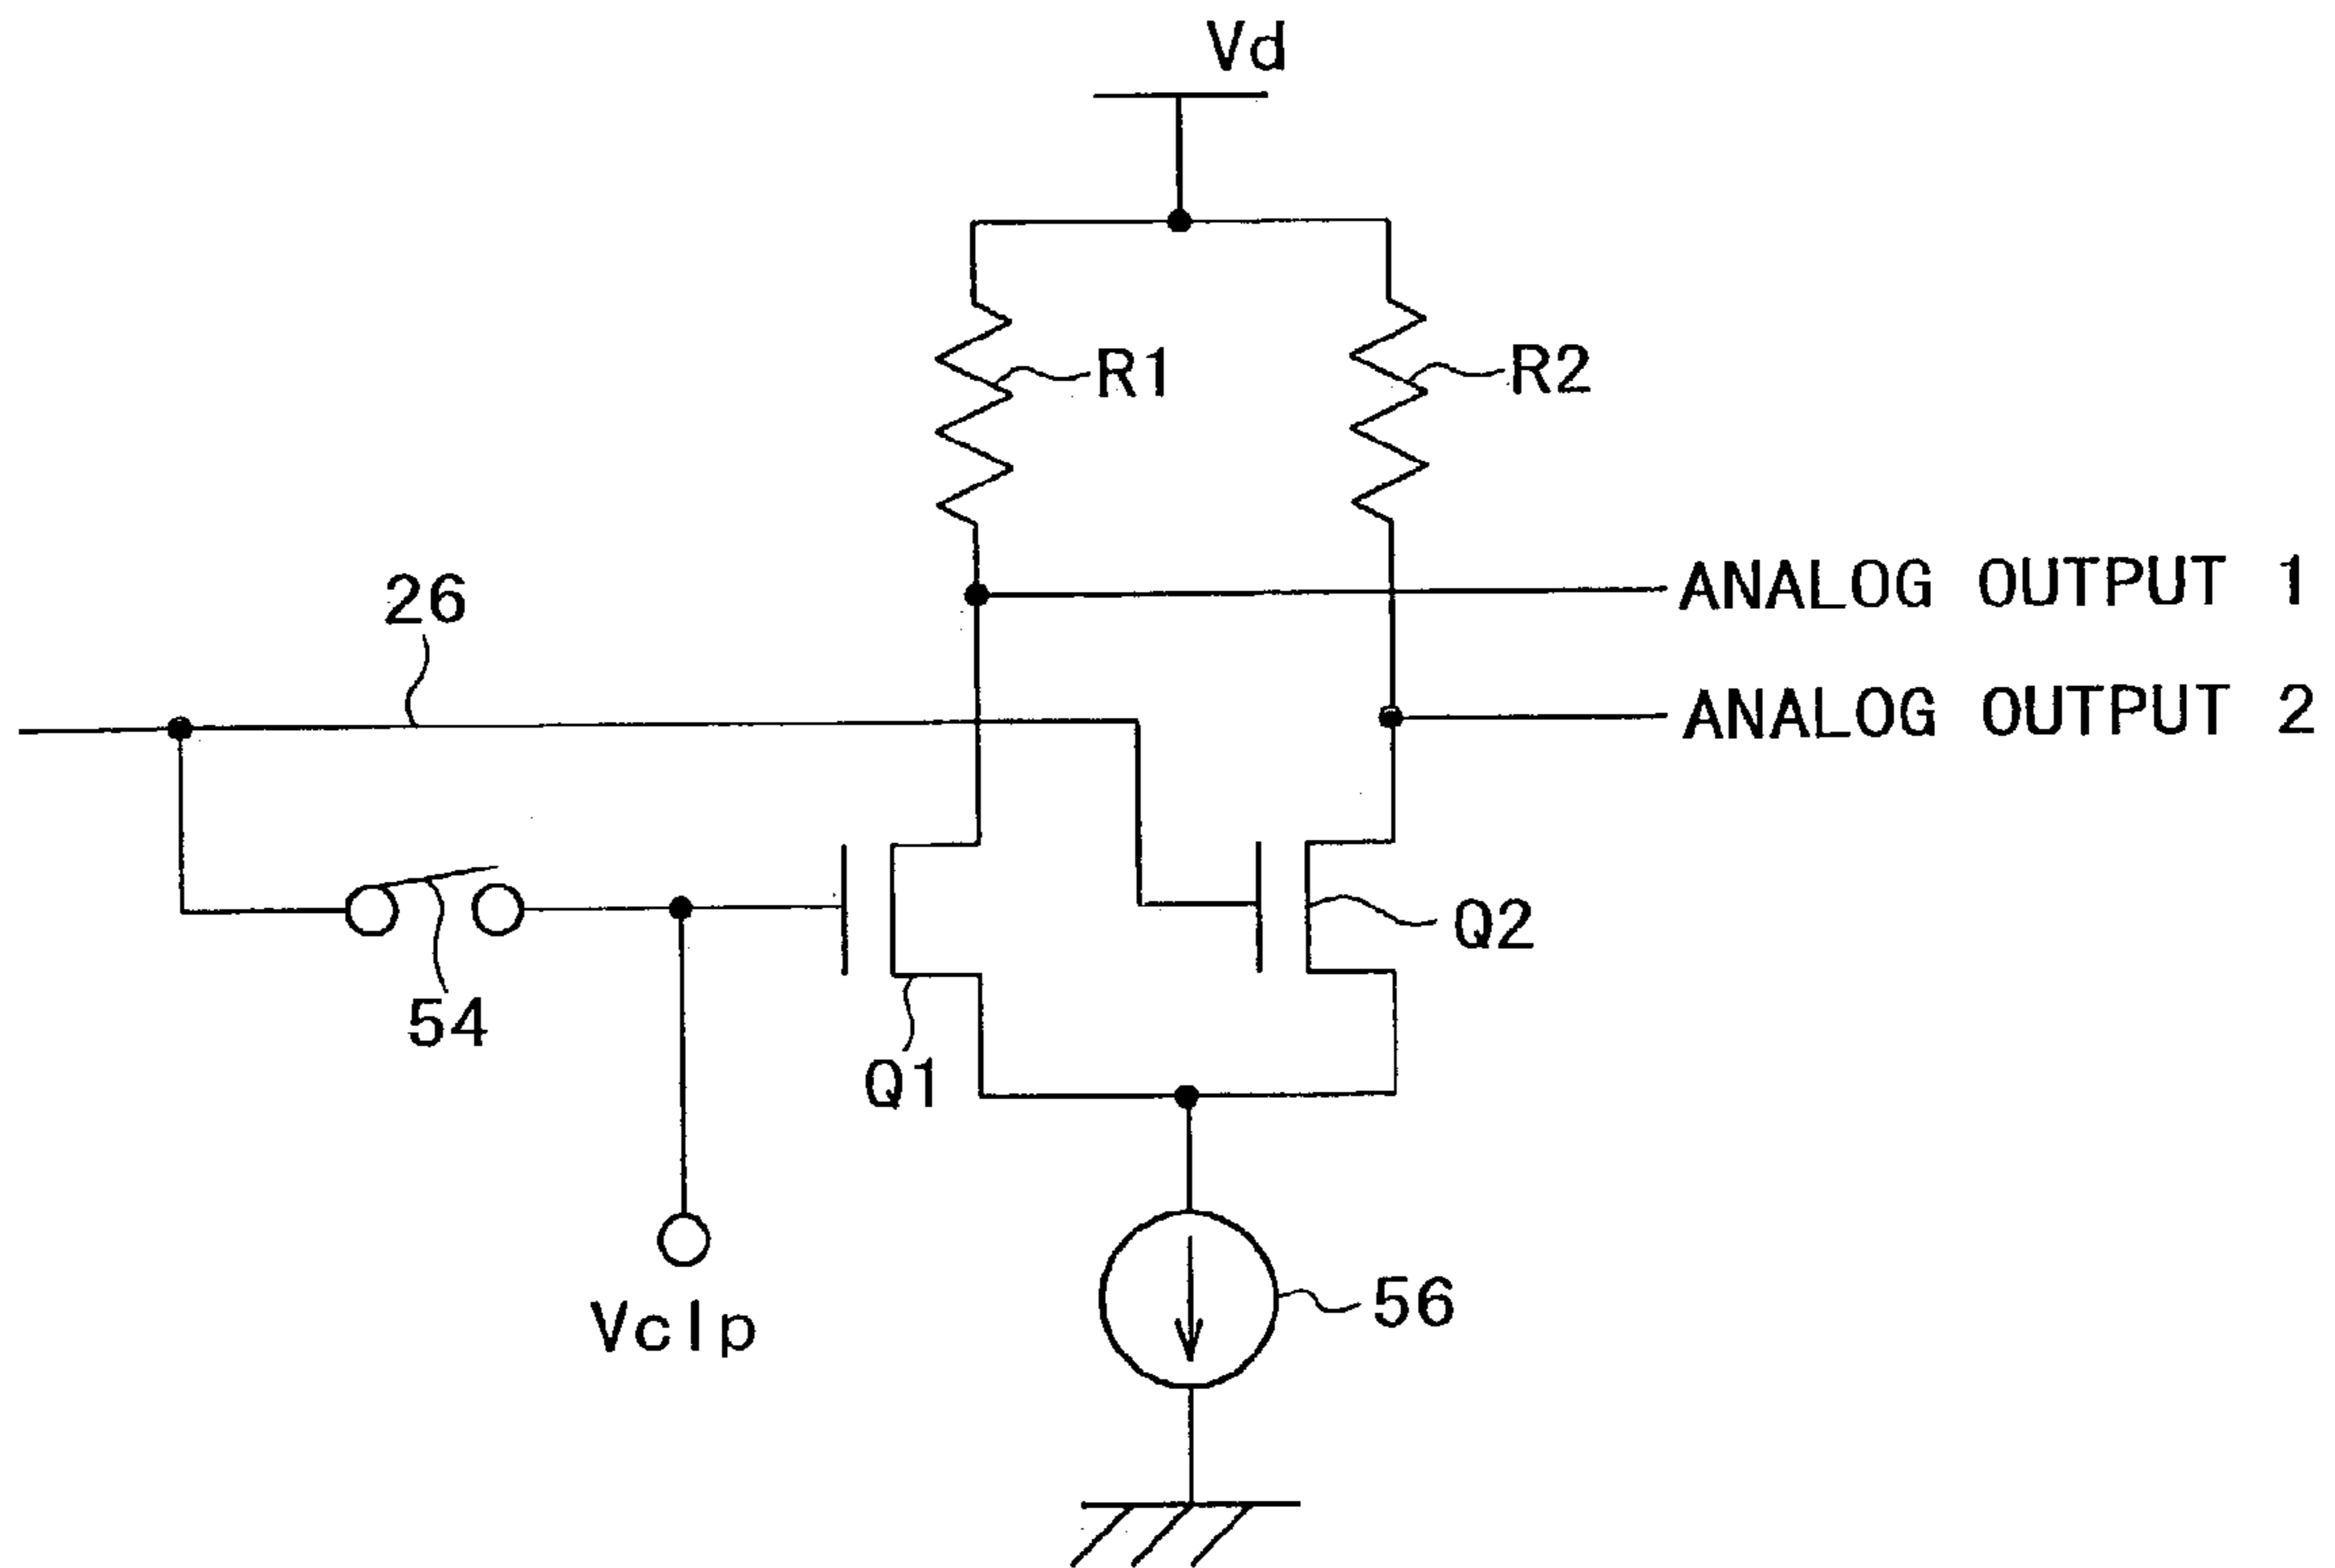 Vd
R1
R2
ANALOG OUTPUT 1
26
ANALOG OUTPUT 2
Q2
54
Q1
56
Vclp